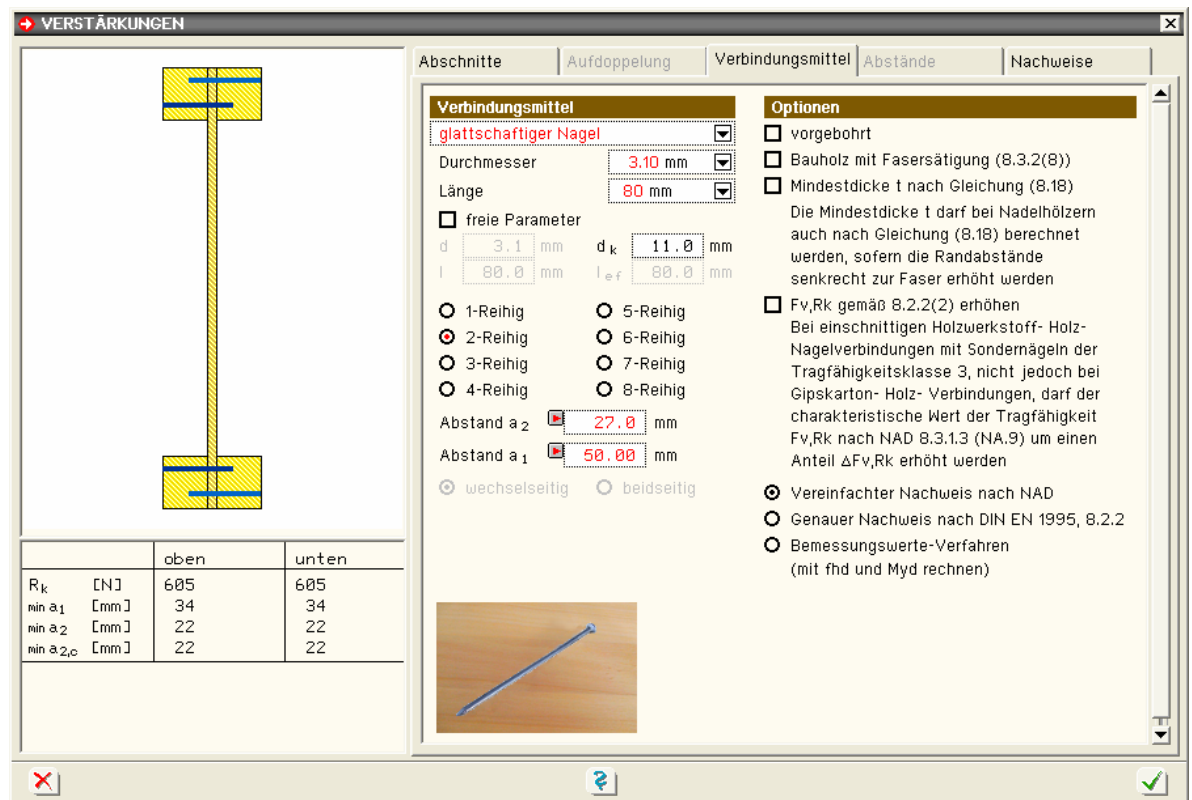 VERSTÄRKUNGEN
Abschnitte Aufdoppelung Verbindungsmittel Abstände Nachweise
Verbindungsmittel
glattschaftiger Nagel
Durchmesser 3.10 mm
Länge 80 mm
freie Parameter
d 3.1 mm dk 11.0 mm
l 80.0 mm lef 80.0 mm
1-Reihig 5-Reihig
2-Reihig 6-Reihig
3-Reihig 7-Reihig
4-Reihig 8-Reihig
Abstand a2 27.0 mm
Abstand a1 50.00 mm
wechselseitig beidseitig
Optionen
vorgebohrt
Bauholz mit Fasersätigung (8.3.2(8))
Mindestdicke t nach Gleichung (8.18)
Die Mindestdicke t darf bei Nadelhölzern
auch nach Gleichung (8.18) berechnet
werden, sofern die Randabstände
senkrecht zur Faser erhöht werden
Fv,Rk gemäß 8.2.2(2) erhöhen
Bei einschnittigen Holzwerkstoff- Holz-
Nagelverbindungen mit Sondernägeln der
Tragfähigkeitsklasse 3, nicht jedoch bei
Gipskarton- Holz- Verbindungen, darf der
charakteristische Wert der Tragfähigkeit
Fv,Rk nach NAD 8.3.1.3 (NA.9) um einen
Anteil ΔFv,Rk erhöht werden
Vereinfachter Nachweis nach NAD
Genauer Nachweis nach DIN EN 1995, 8.2.2
Bemessungswerte-Verfahren
(mit fhd und Myd rechnen)
oben unten
Rk [N] 605 605
min a1 [mm] 34 34
min a2 [mm] 22 22
min a2,c [mm] 22 22